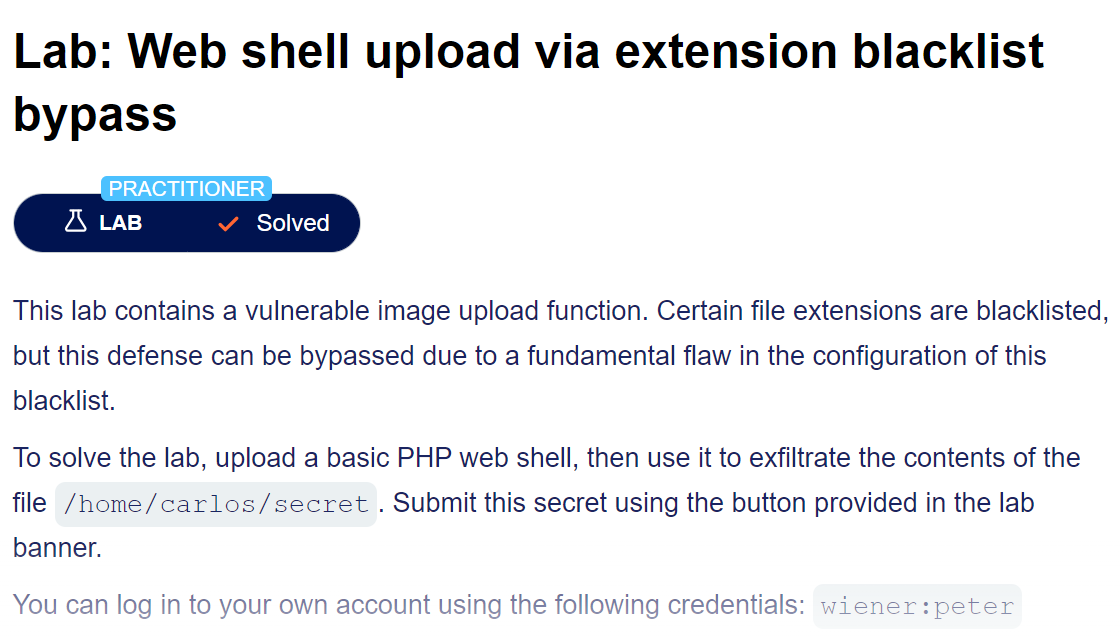 Lab: Web shell upload via extension blacklist
bypass
PRACTITIONER
LAB Solved
This lab contains a vulnerable image upload function. Certain file extensions are blacklisted,
but this defense can be bypassed due to a fundamental flaw in the configuration of this
blacklist.
To solve the lab, upload a basic PHP web shell, then use it to exfiltrate the contents of the
file /home/carlos/secret. Submit this secret using the button provided in the lab
banner.
You can log in to your own account using the following credentials: wiener:peter